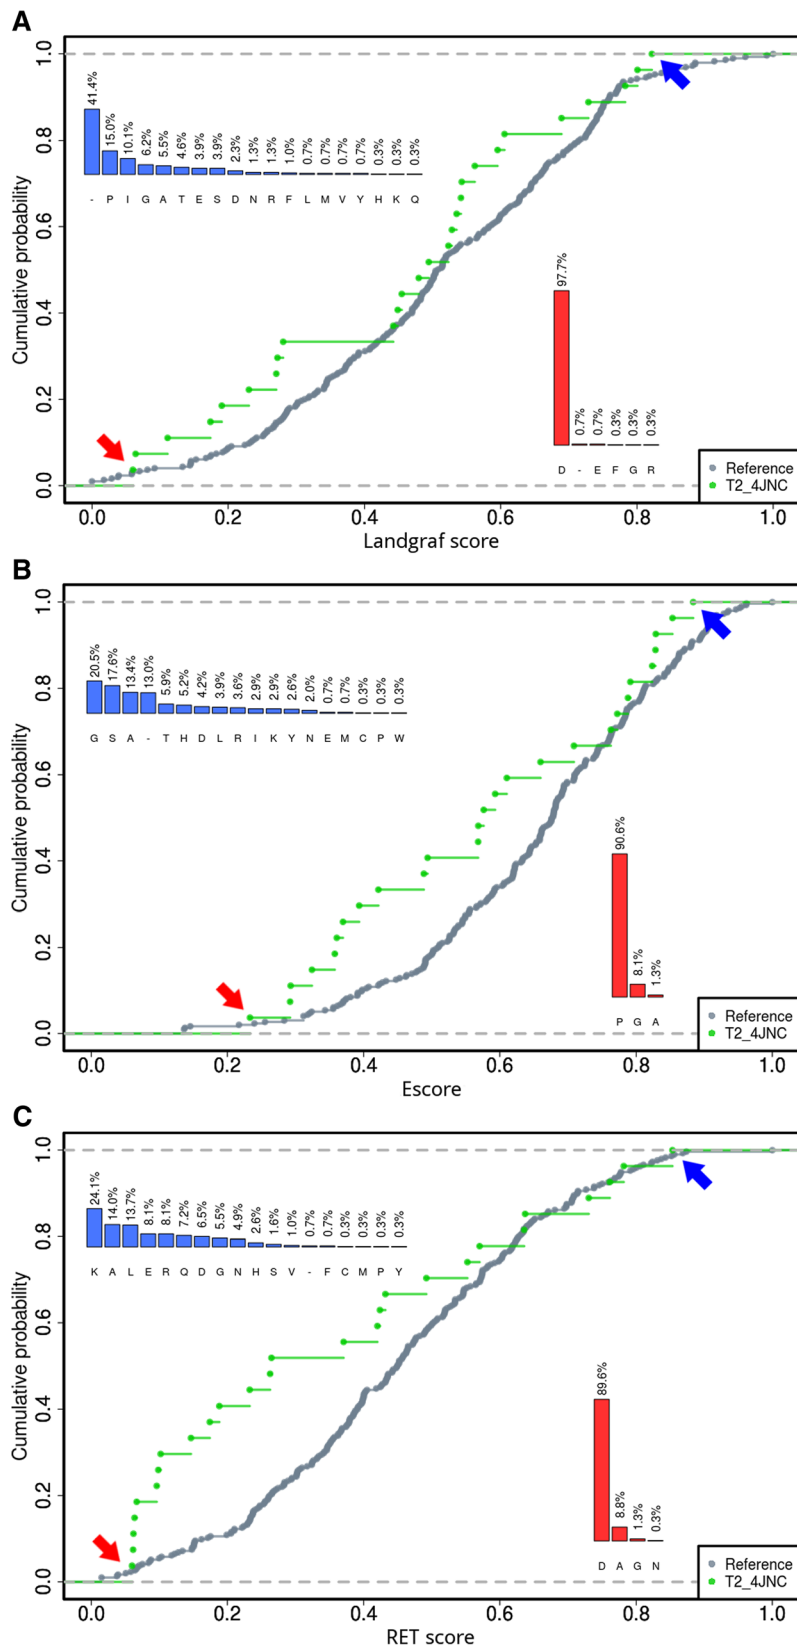 A
Cumulative probability
0.0 0.2 0.4 0.6 0.8 1.0
41.4% 15.0% 10.1% 6.2% 5.5% 4.6% 3.9% 3.9% 2.3% 1.3% 1.3% 1.0% 0.7% 0.7% 0.7% 0.7% 0.3% 0.3% 0.3%
- P I G A T E S D N R F L M V Y H K Q
97.7% 0.7% 0.7% 0.3% 0.3% 0.3%
D - E F G R
Reference
T2_4JNC
0.0 0.2 0.4 0.6 0.8 1.0
Landgraf score
B
Cumulative probability
0.0 0.2 0.4 0.6 0.8 1.0
20.5% 17.6% 13.4% 13.0% 5.9% 5.2% 4.2% 3.9% 3.6% 2.9% 2.9% 2.6% 2.0% 0.7% 0.7% 0.3% 0.3% 0.3%
G S A - T H D L R I K Y N E M C P W
90.6% 8.1% 1.3%
P G A
Reference
T2_4JNC
0.0 0.2 0.4 0.6 0.8 1.0
Escore
C
Cumulative probability
0.0 0.2 0.4 0.6 0.8 1.0
24.1% 14.0% 13.7% 8.1% 8.1% 7.2% 6.5% 5.5% 4.9% 2.6% 1.6% 1.0% 0.7% 0.7% 0.3% 0.3% 0.3% 0.3%
K A L E R Q D G N H S V - F C M P Y
89.6% 8.8% 1.3% 0.3%
D A G N
Reference
T2_4JNC
0.0 0.2 0.4 0.6 0.8 1.0
RET score